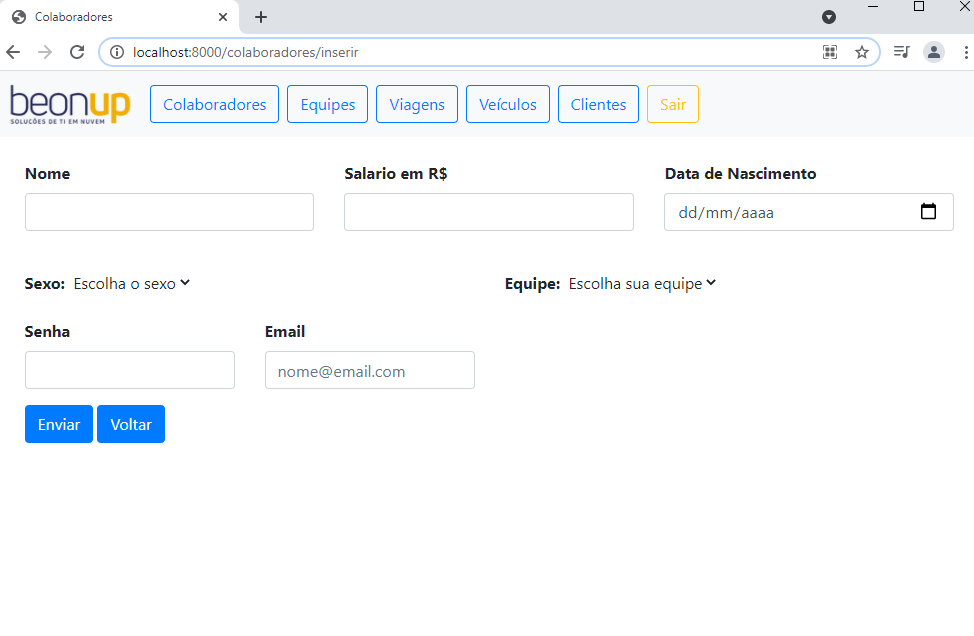 Colaboradores
localhost:8000/colaboradores/inserir
beonup Colaboradores Equipes Viagens Veículos Clientes Sair
SOLUCÕES DE TI EM NUVEM
Nome Salario em R$ Data de Nascimento
dd/mm/aaaa
Sexo: Escolha o sexo Equipe: Escolha sua equipe
Senha Email
nome@email.com
Enviar Voltar